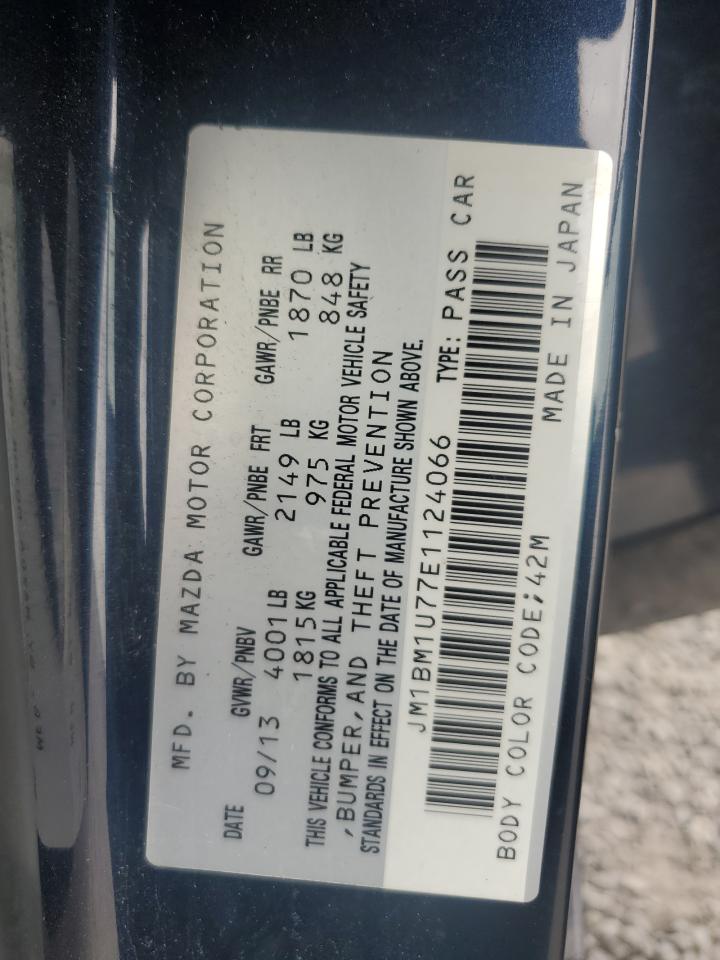 MFD. BY MAZDA MOTOR CORPORATION
DATE GVWR/PNBV GAWR/PNBE FRT GAWR/PNBE RR
09/13 4001LB 2149 LB 1870 LB
1815KG 975 KG 848 KG
THIS VEHICLE CONFORMS TO ALL APPLICABLE FEDERAL MOTOR VEHICLE SAFETY
,BUMPER,AND THEFT PREVENTION
STANDARDS IN EFFECT ON THE DATE OF MANUFACTURE SHOWN ABOVE.
JM1BM1U77E1124066 TYPE: PASS CAR
BODY COLOR CODE;42M MADE IN JAPAN